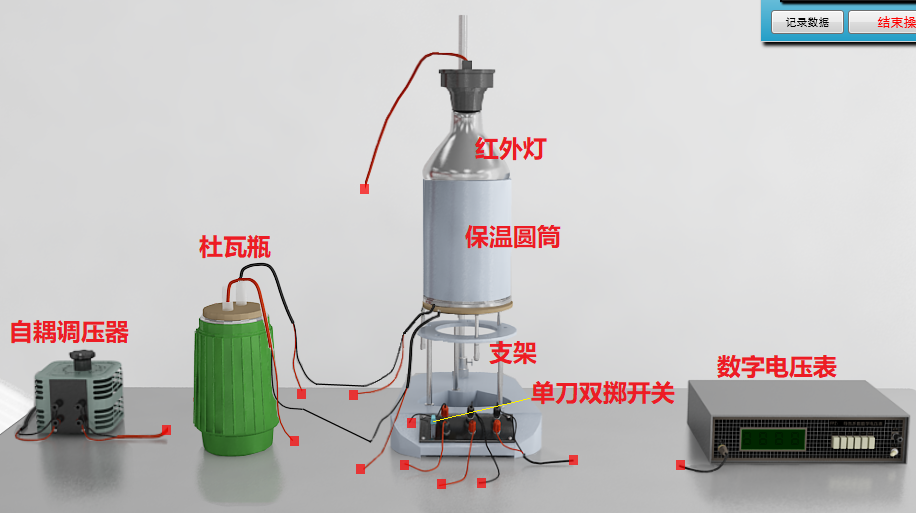 记录数据
结束操
红外灯
保温圆筒
杜瓦瓶
自耦调压器
支架
单刀双掷开关
数字电压表